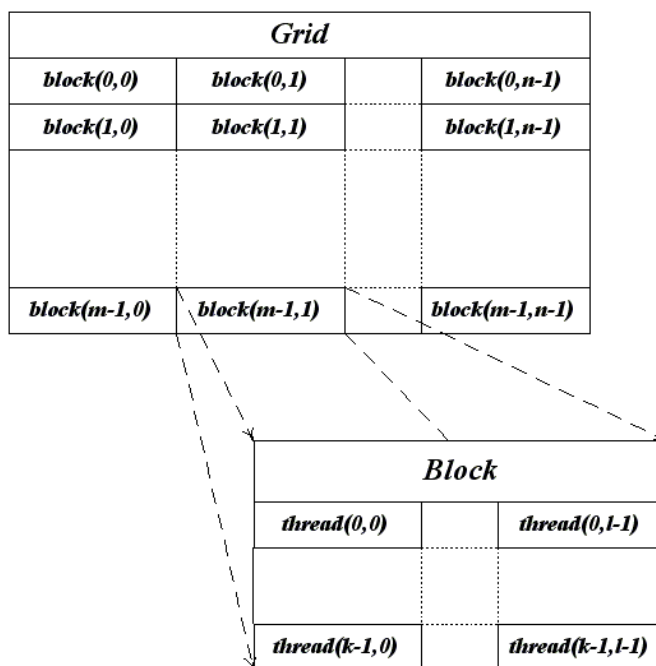 Grid
block(0,0) block(0,1) block(0,n-1)
block(1,0) block(1,1) block(1,n-1)
block(m-1,0) block(m-1,1) block(m-1,n-1)
Block
thread(0,0) thread(0,l-1)
thread(k-1,0) thread(k-1,l-1)